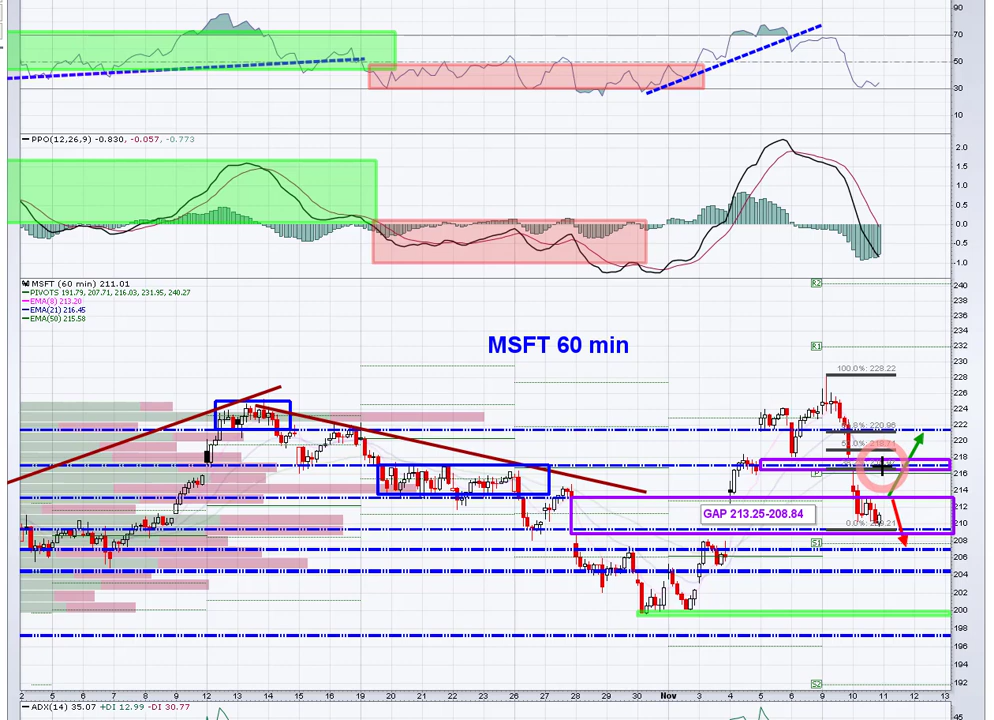 90
70
50
30
10
PPO(12,26,9) -0.830, -0.057, -0.773
2.0
1.5
1.0
0.5
0.0
-0.5
-1.0
MSFT (60 min) 211.01
PIVOTS 191.79, 207.71, 216.03, 231.95, 240.27
EMA(8) 213.20
EMA(21) 216.45
EMA(50) 215.58
MSFT 60 min
R2
R1
P
S1
S2
100.0%: 228.22
GAP 213.25-208.84
240
238
236
234
232
230
228
226
224
222
220
218
216
214
212
210
208
206
204
202
200
198
196
194
192
2 5 6 7 8 9 12 13 14 15 16 19 20 21 22 23 26 27 28 29 30 Nov 3 4 5 6 9 10 11 12 13
ADX(14) 35.07 +DI 12.99 -DI 30.77
45